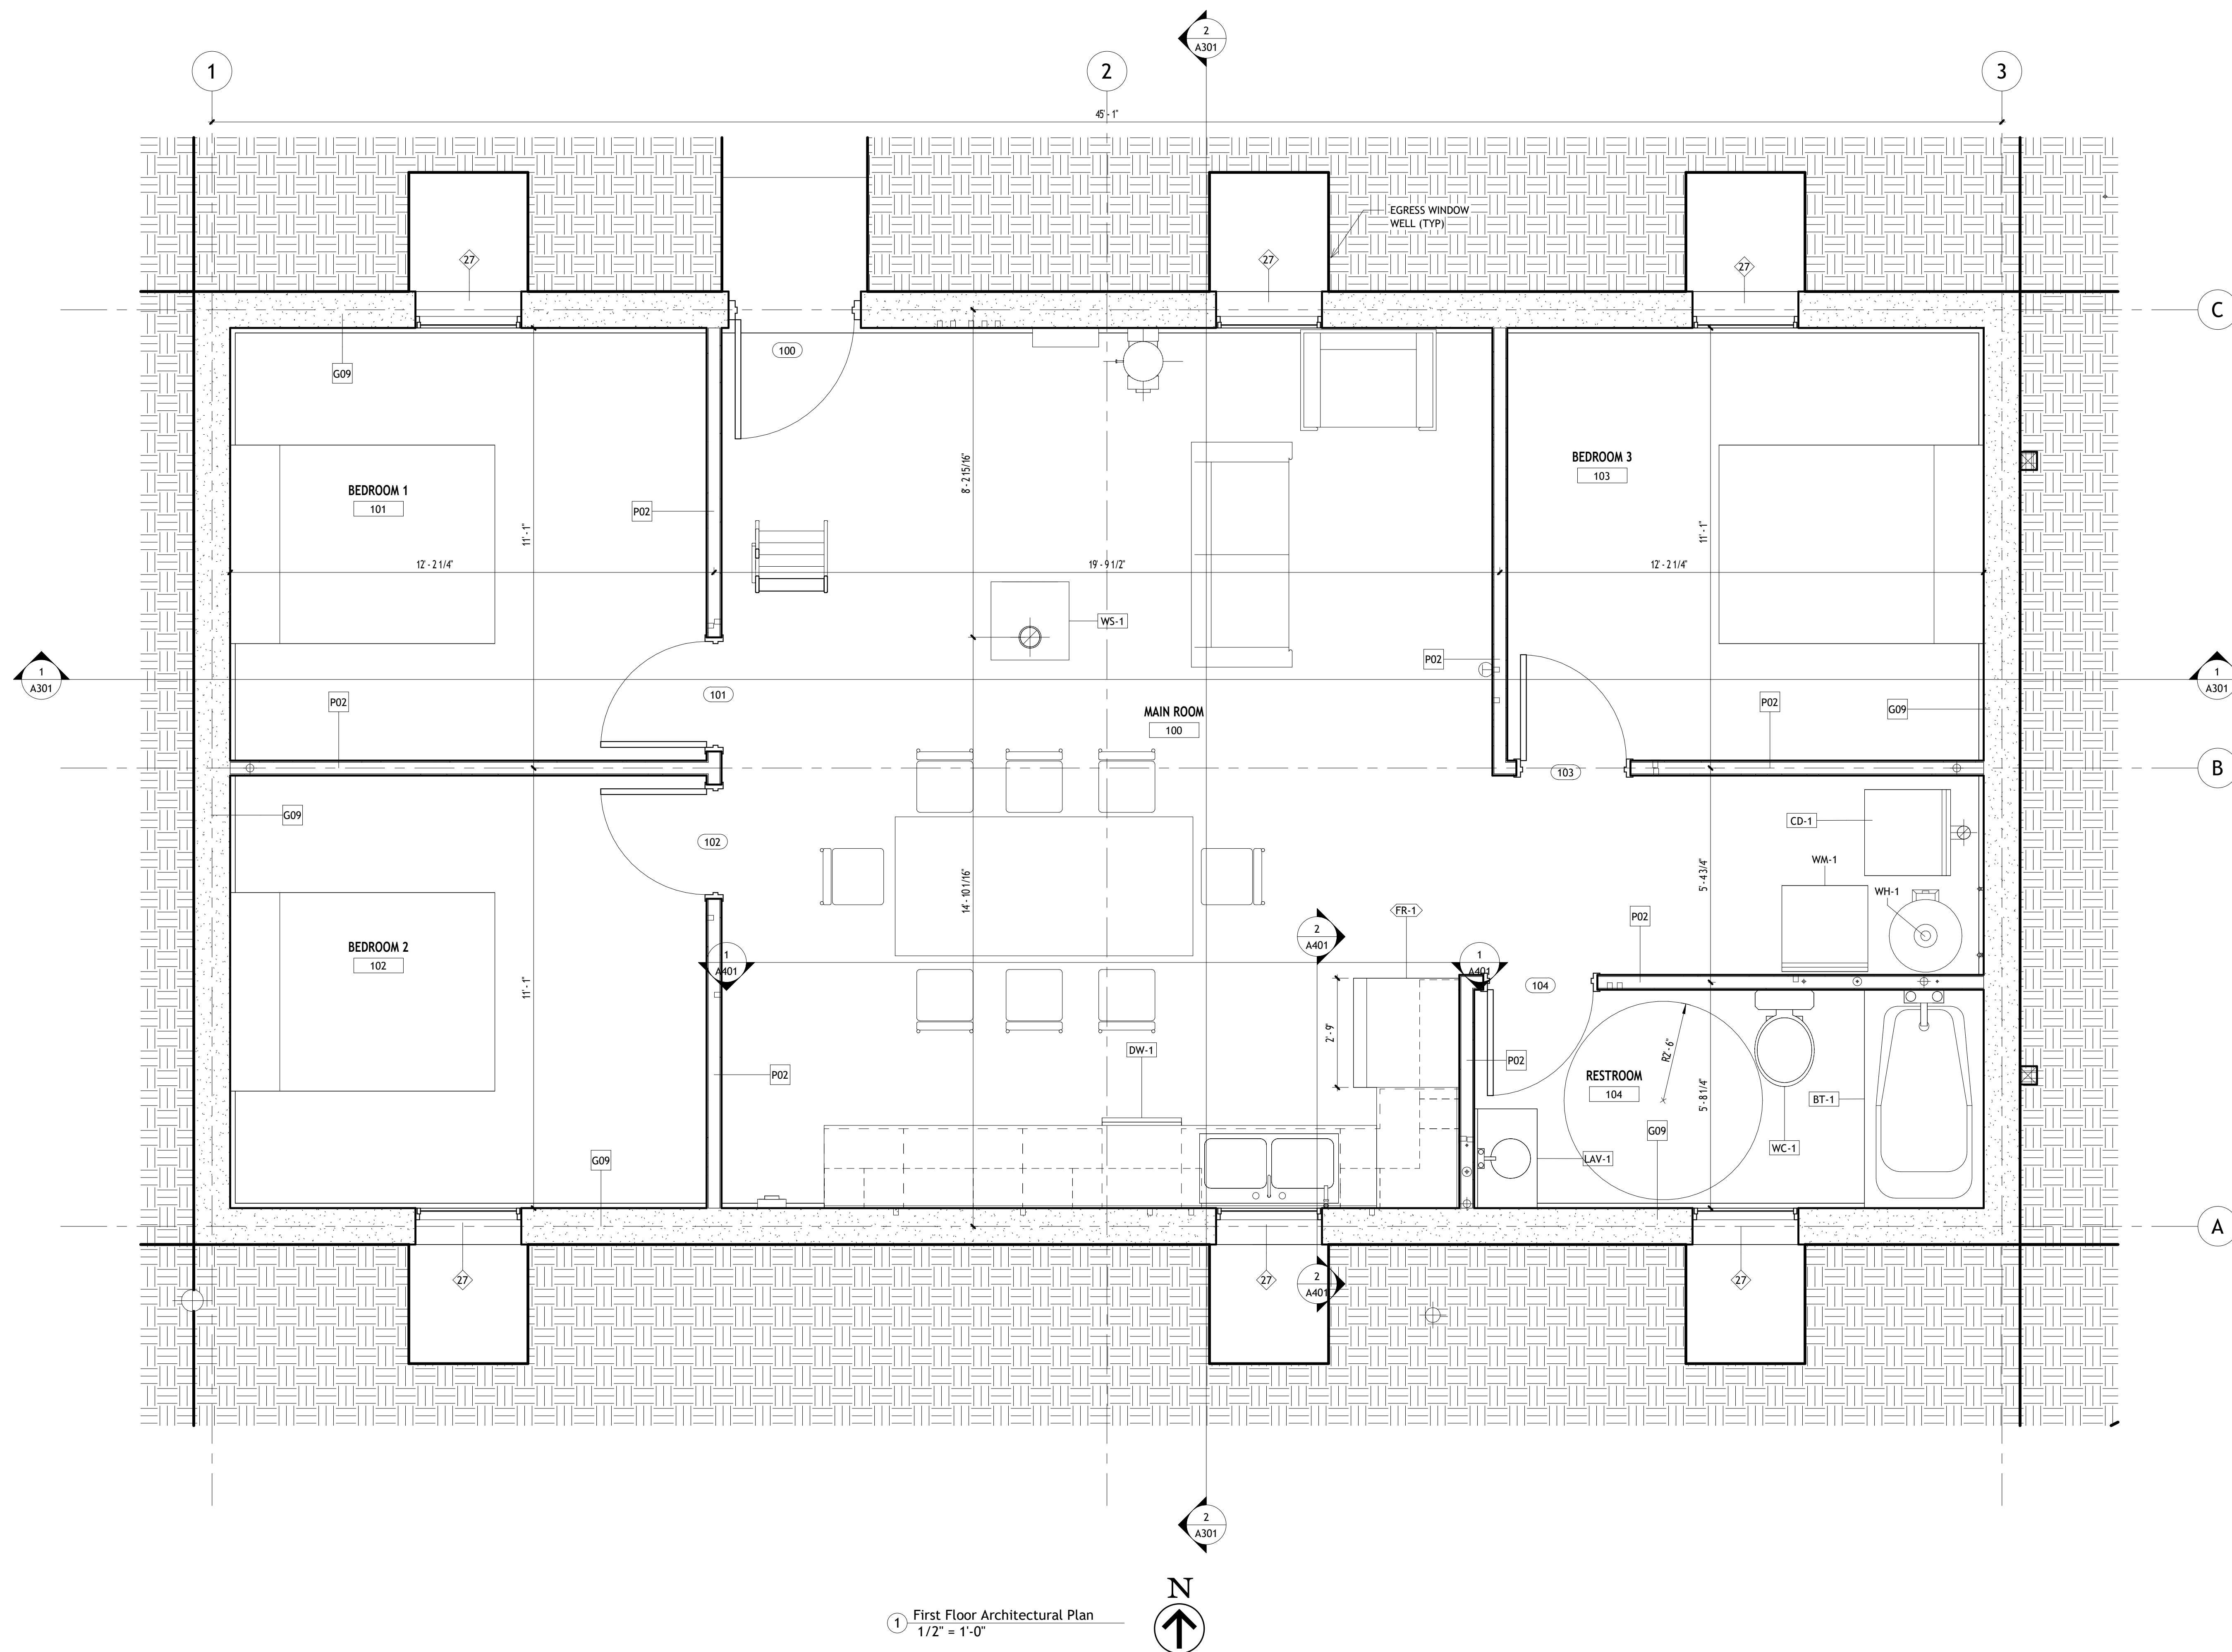 2
A301
1
2
3
45' - 1"
EGRESS WINDOW
WELL (TYP)
27
27
27
C
100
G09
8' - 2 15/16"
BEDROOM 3
103
BEDROOM 1
101
P02
11' - 1"
11' - 1"
12' - 2 1/4"
19' - 9 1/2"
12' - 2 1/4"
WS-1
1
A301
P02
1
A301
101
P02
P02
G09
MAIN ROOM
100
B
103
G09
CD-1
102
WM-1
5' - 4 3/4"
14' - 10 1/16"
WH-1
FR-1
P02
2
A401
BEDROOM 2
102
1
A401
1
A401
11' - 1"
104
2' - 9"
R2' - 6"
DW-1
P02
P02
RESTROOM
104
5' - 8 1/4"
BT-1
G09
G09
WC-1
LAV-1
A
27
27
27
2
A401
2
A301
N
1
First Floor Architectural Plan
1/2" = 1'-0"